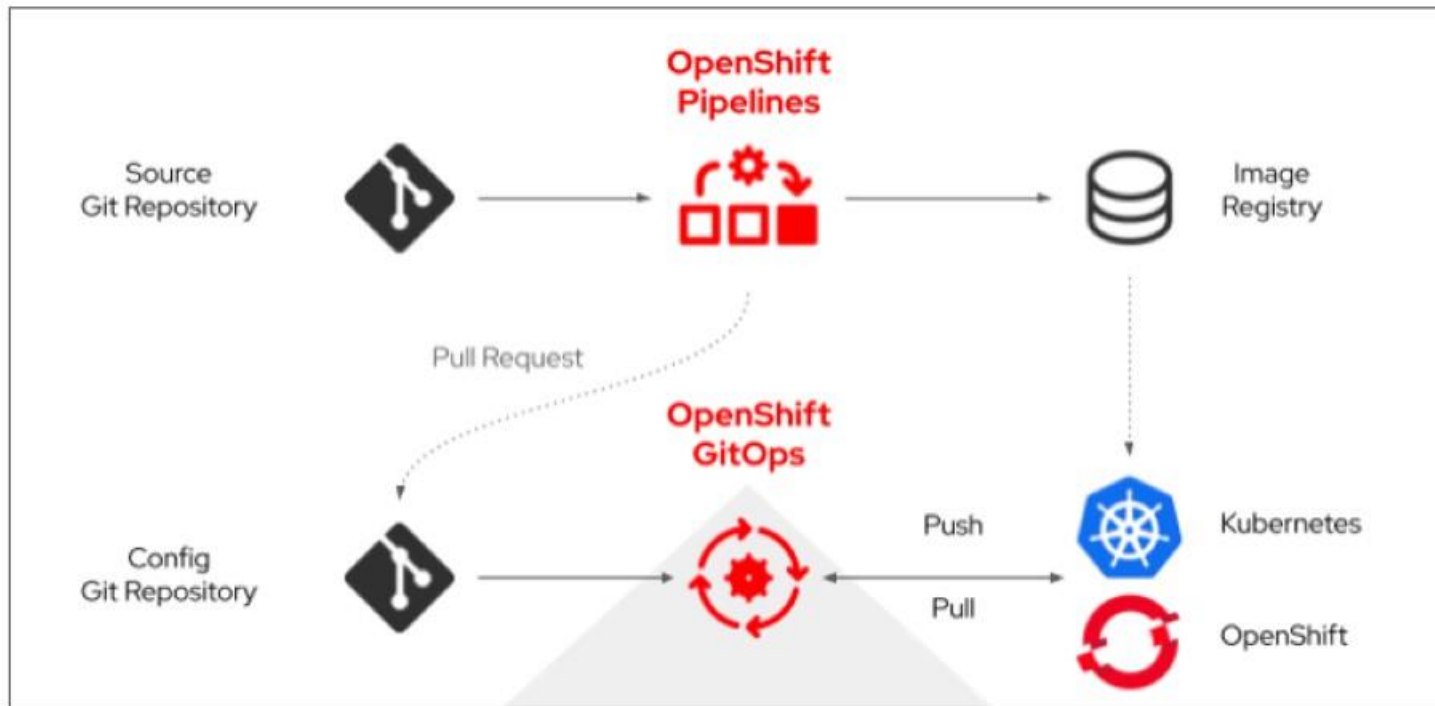 OpenShift
Pipelines
Source
Git Repository
Image
Registry
Pull Request
OpenShift
GitOps
Config
Git Repository
Push
Pull
Kubernetes
OpenShift